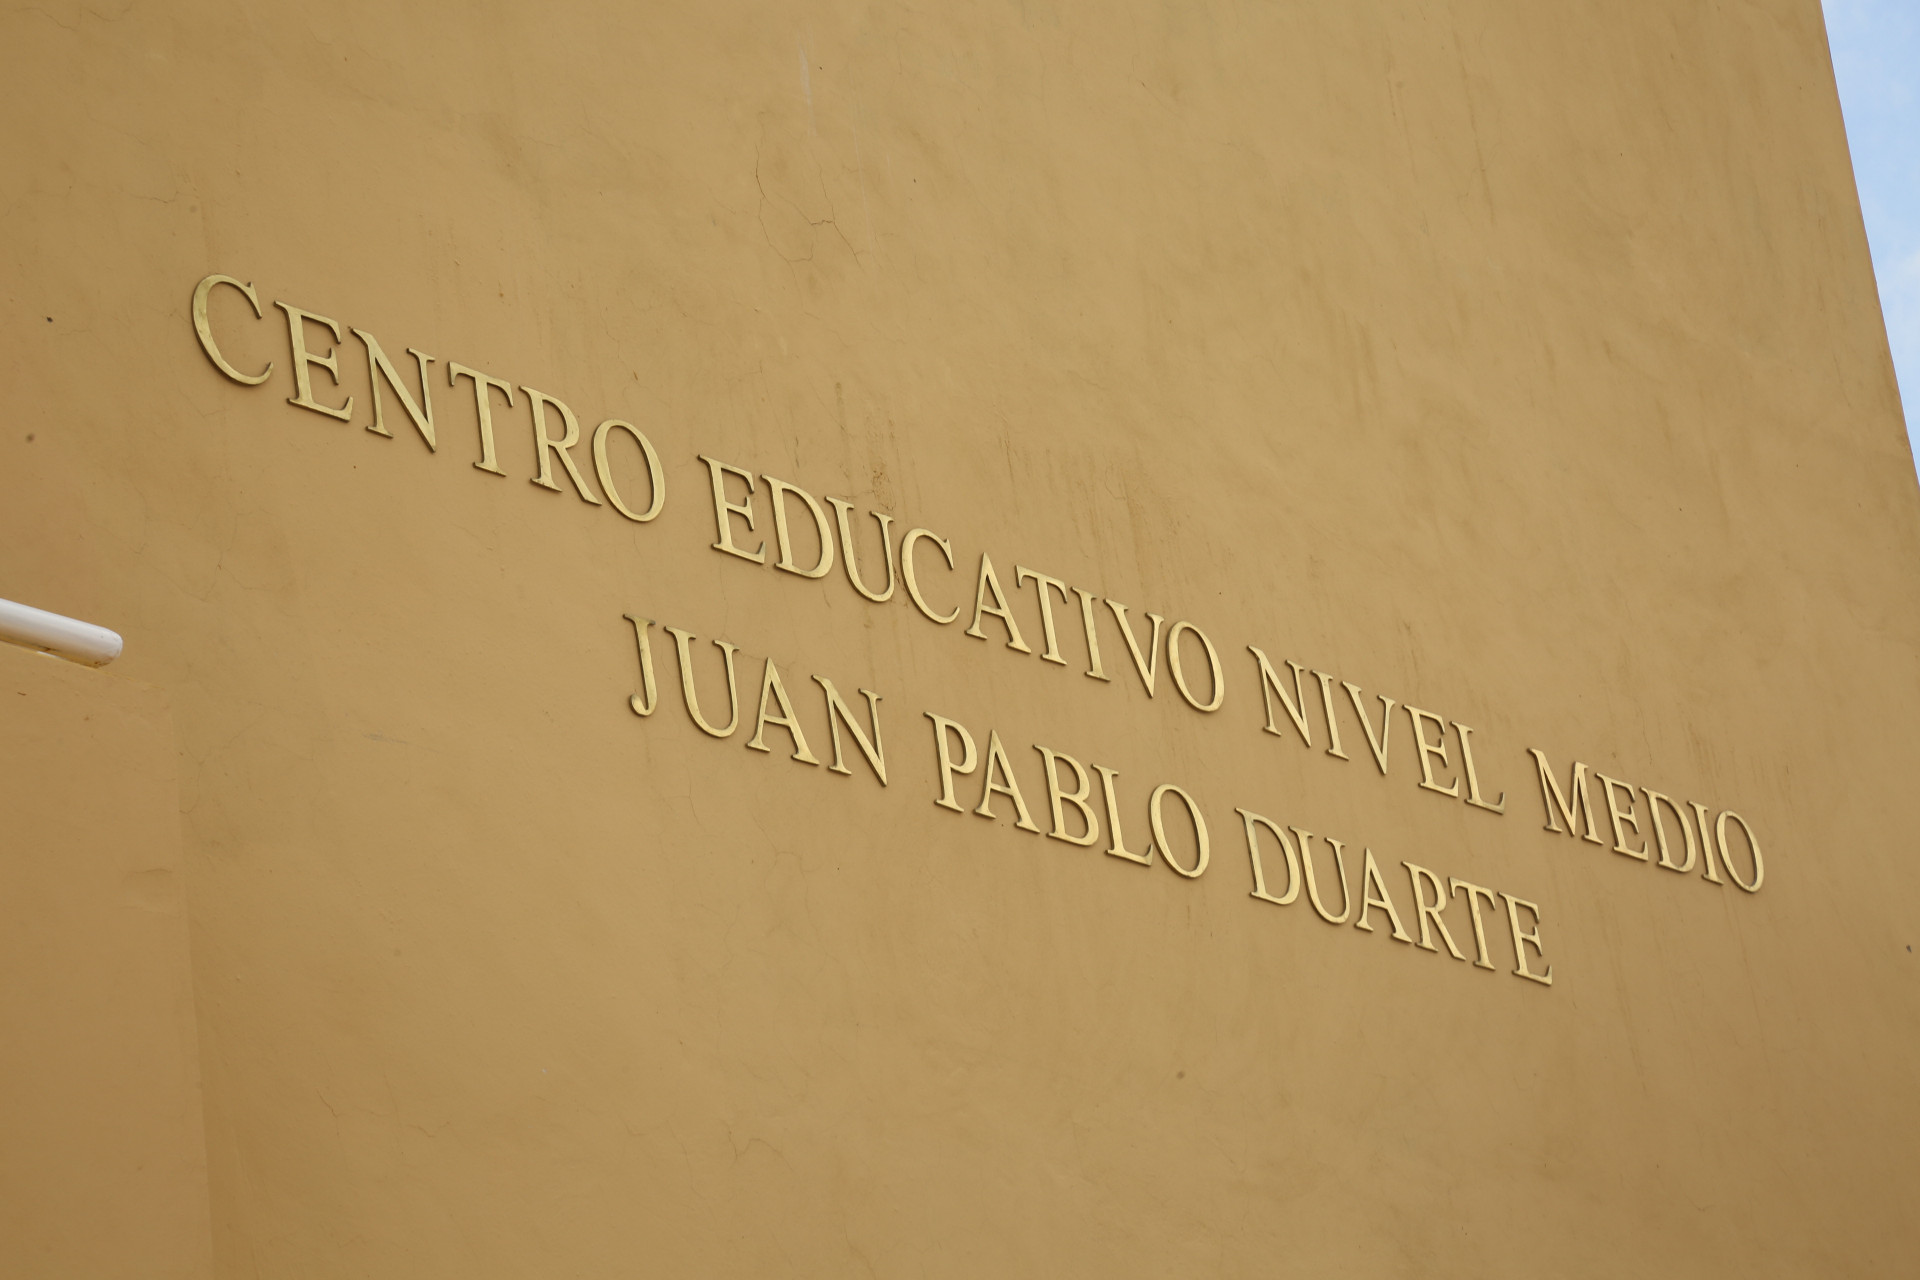 CENTRO EDUCATIVO NIVEL MEDIO
JUAN PABLO DUARTE